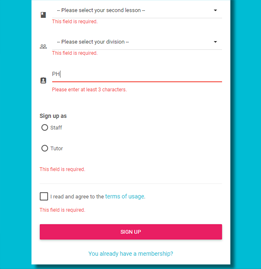 -- Please select your second lesson --
This field is required.
-- Please select your division --
This field is required.
PH
Please enter at least 3 characters.
Sign up as
Staff
Tutor
This field is required.
I read and agree to the terms of usage.
This field is required.
SIGN UP
You already have a membership?